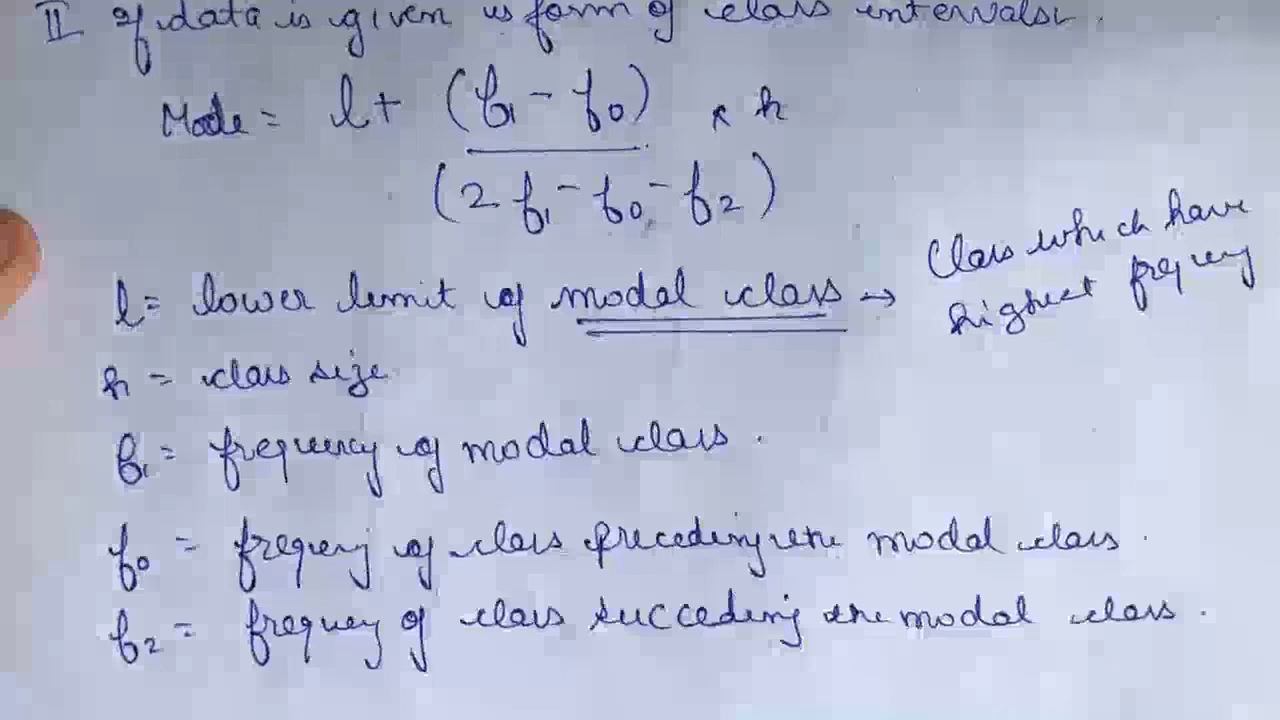 II If data is given is form of class intervals.
Mode = l + (f1 - f0) × h
(2f1 - f0 - f2)
l = lower limit of modal class → Class which have highest frequency
h = class size
f1 = frequency of modal class.
f0 = frequency of class preceding the modal class.
f2 = frequency of class succeding the modal class.